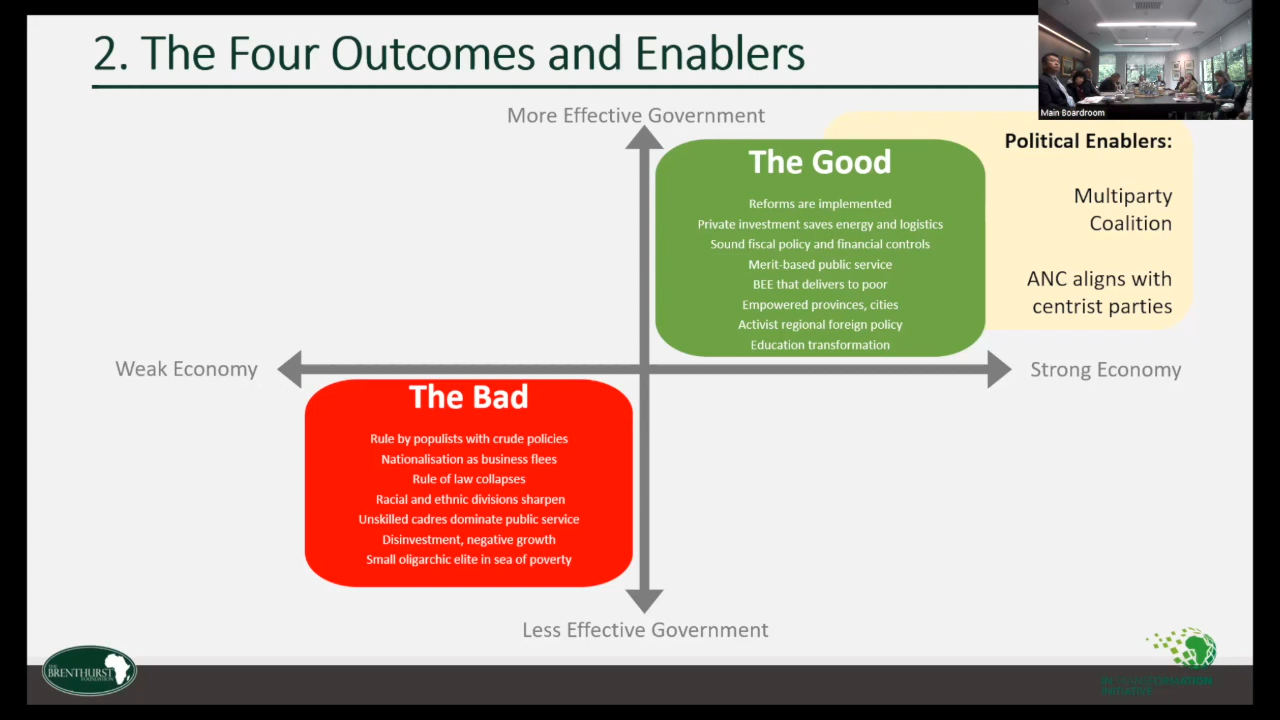 2. The Four Outcomes and Enablers
Main Boardroom
More Effective Government
The Good
Reforms are implemented
Private investment saves energy and logistics
Sound fiscal policy and financial controls
Merit-based public service
BEE that delivers to poor
Empowered provinces, cities
Activist regional foreign policy
Education transformation
Political Enablers:
Multiparty
Coalition
ANC aligns with
centrist parties
Weak Economy
Strong Economy
The Bad
Rule by populists with crude policies
Nationalisation as business flees
Rule of law collapses
Racial and ethnic divisions sharpen
Unskilled cadres dominate public service
Disinvestment, negative growth
Small oligarchic elite in sea of poverty
Less Effective Government
THE
BRENTHURST
FOUNDATION
INITIATIVE